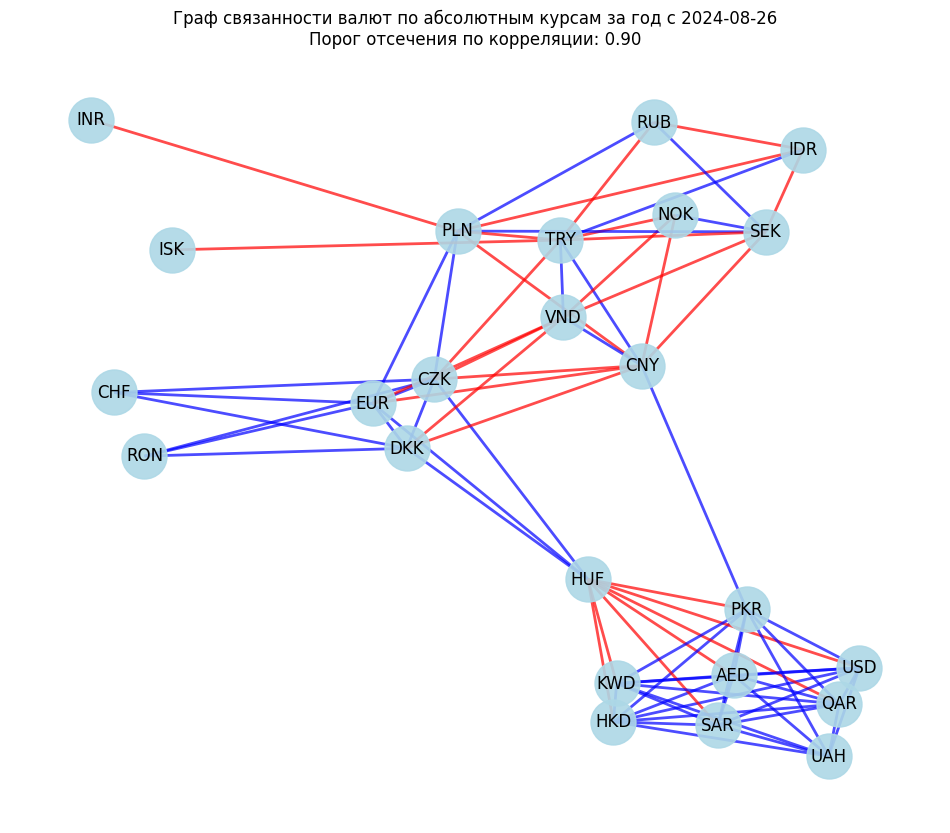 Граф связанности валют по абсолютным курсам за год с 2024-08-26
Порог отсечения по корреляции: 0.90
INR
RUB
IDR
NOK
PLN
SEK
TRY
ISK
VND
CNY
CZK
CHF
EUR
DKK
RON
HUF
PKR
USD
AED
KWD
QAR
HKD
SAR
UAH